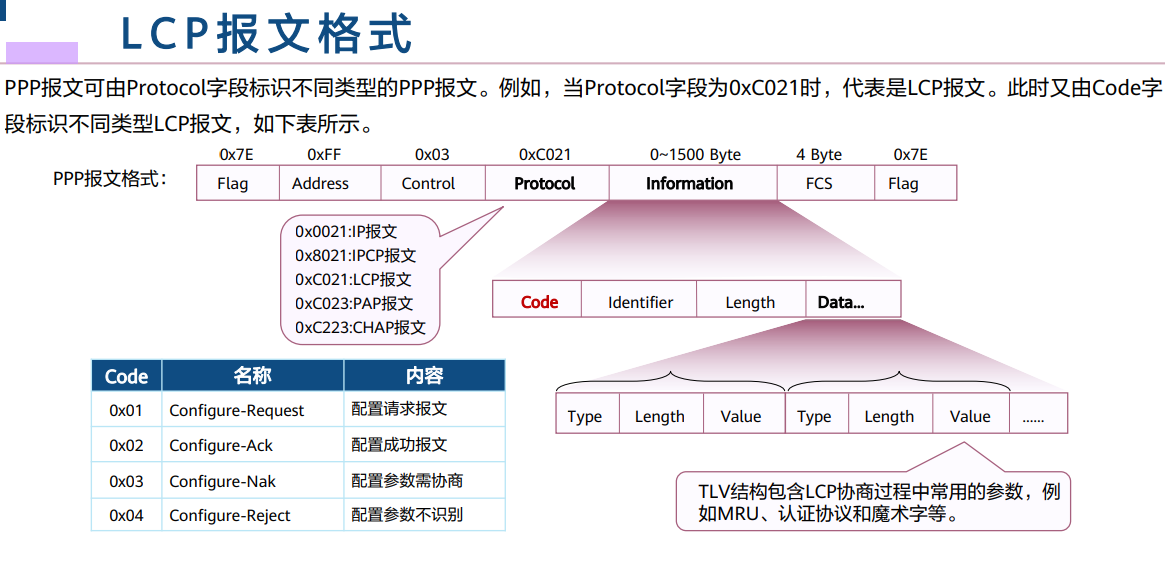 LCP报文格式
PPP报文可由Protocol字段标识不同类型的PPP报文。例如，当Protocol字段为0xC021时，代表是LCP报文。此时又由Code字
段标识不同类型LCP报文，如下表所示。
0x7E 0xFF 0x03 0xC021 0~1500 Byte 4 Byte 0x7E
PPP报文格式： Flag Address Control Protocol Information FCS Flag
0x0021:IP报文
0x8021:IPCP报文
0xC021:LCP报文
0xC023:PAP报文
0xC223:CHAP报文
Code Identifier Length Data...
Code 名称 内容
0x01 Configure-Request 配置请求报文
0x02 Configure-Ack 配置成功报文
0x03 Configure-Nak 配置参数需协商
0x04 Configure-Reject 配置参数不识别
Type Length Value Type Length Value ......
TLV结构包含LCP协商过程中常用的参数，例
如MRU、认证协议和魔术字等。